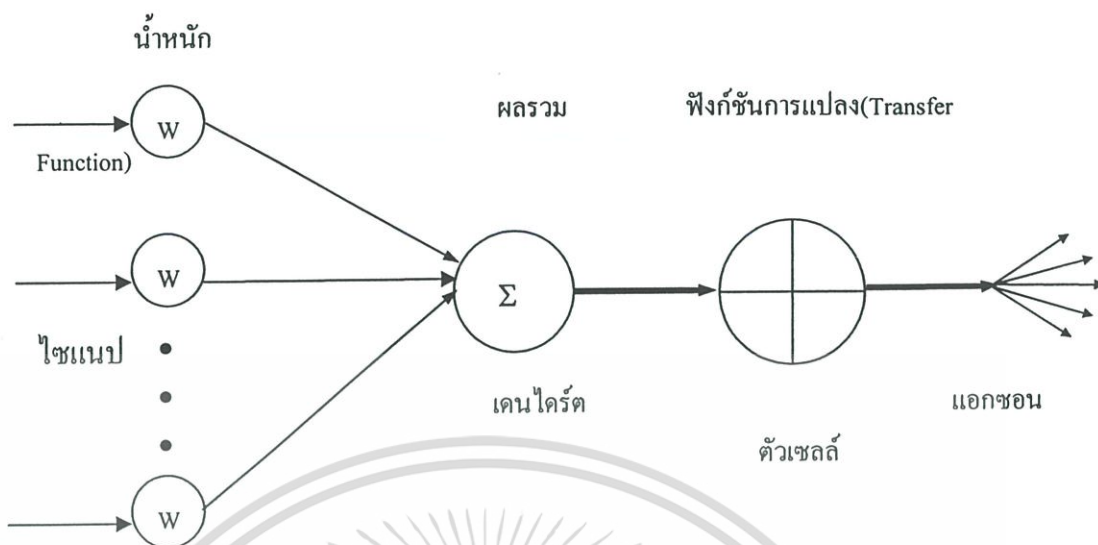 น้ำหนัก
ผลรวม
ฟังก์ชันการแปลง(Transfer
W
Function)
W
Σ
ไซแนป
เดนไดร์ต
แอกซอน
ตัวเซลล์
W